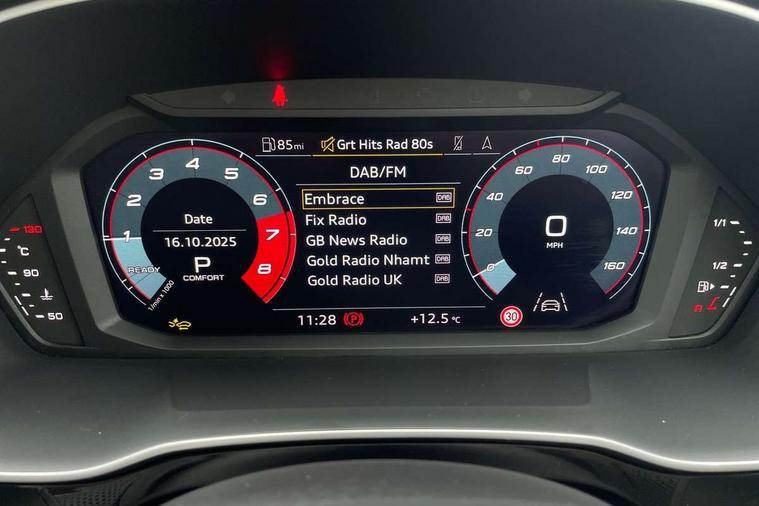 85mi
Grt Hits Rad 80s
DAB/FM
Embrace DAB
Fix Radio DAB
GB News Radio DAB
Gold Radio Nhamt DAB
Gold Radio UK DAB
1 2 3 4 5 6 7 8
READY
1/min x 1000
Date
16.10.2025
P
COMFORT
0 20 40 60 80 100 120 140 160
0
MPH
11:28
+12.5 °C
30
130
°C
90
50
1/1
1/2
R